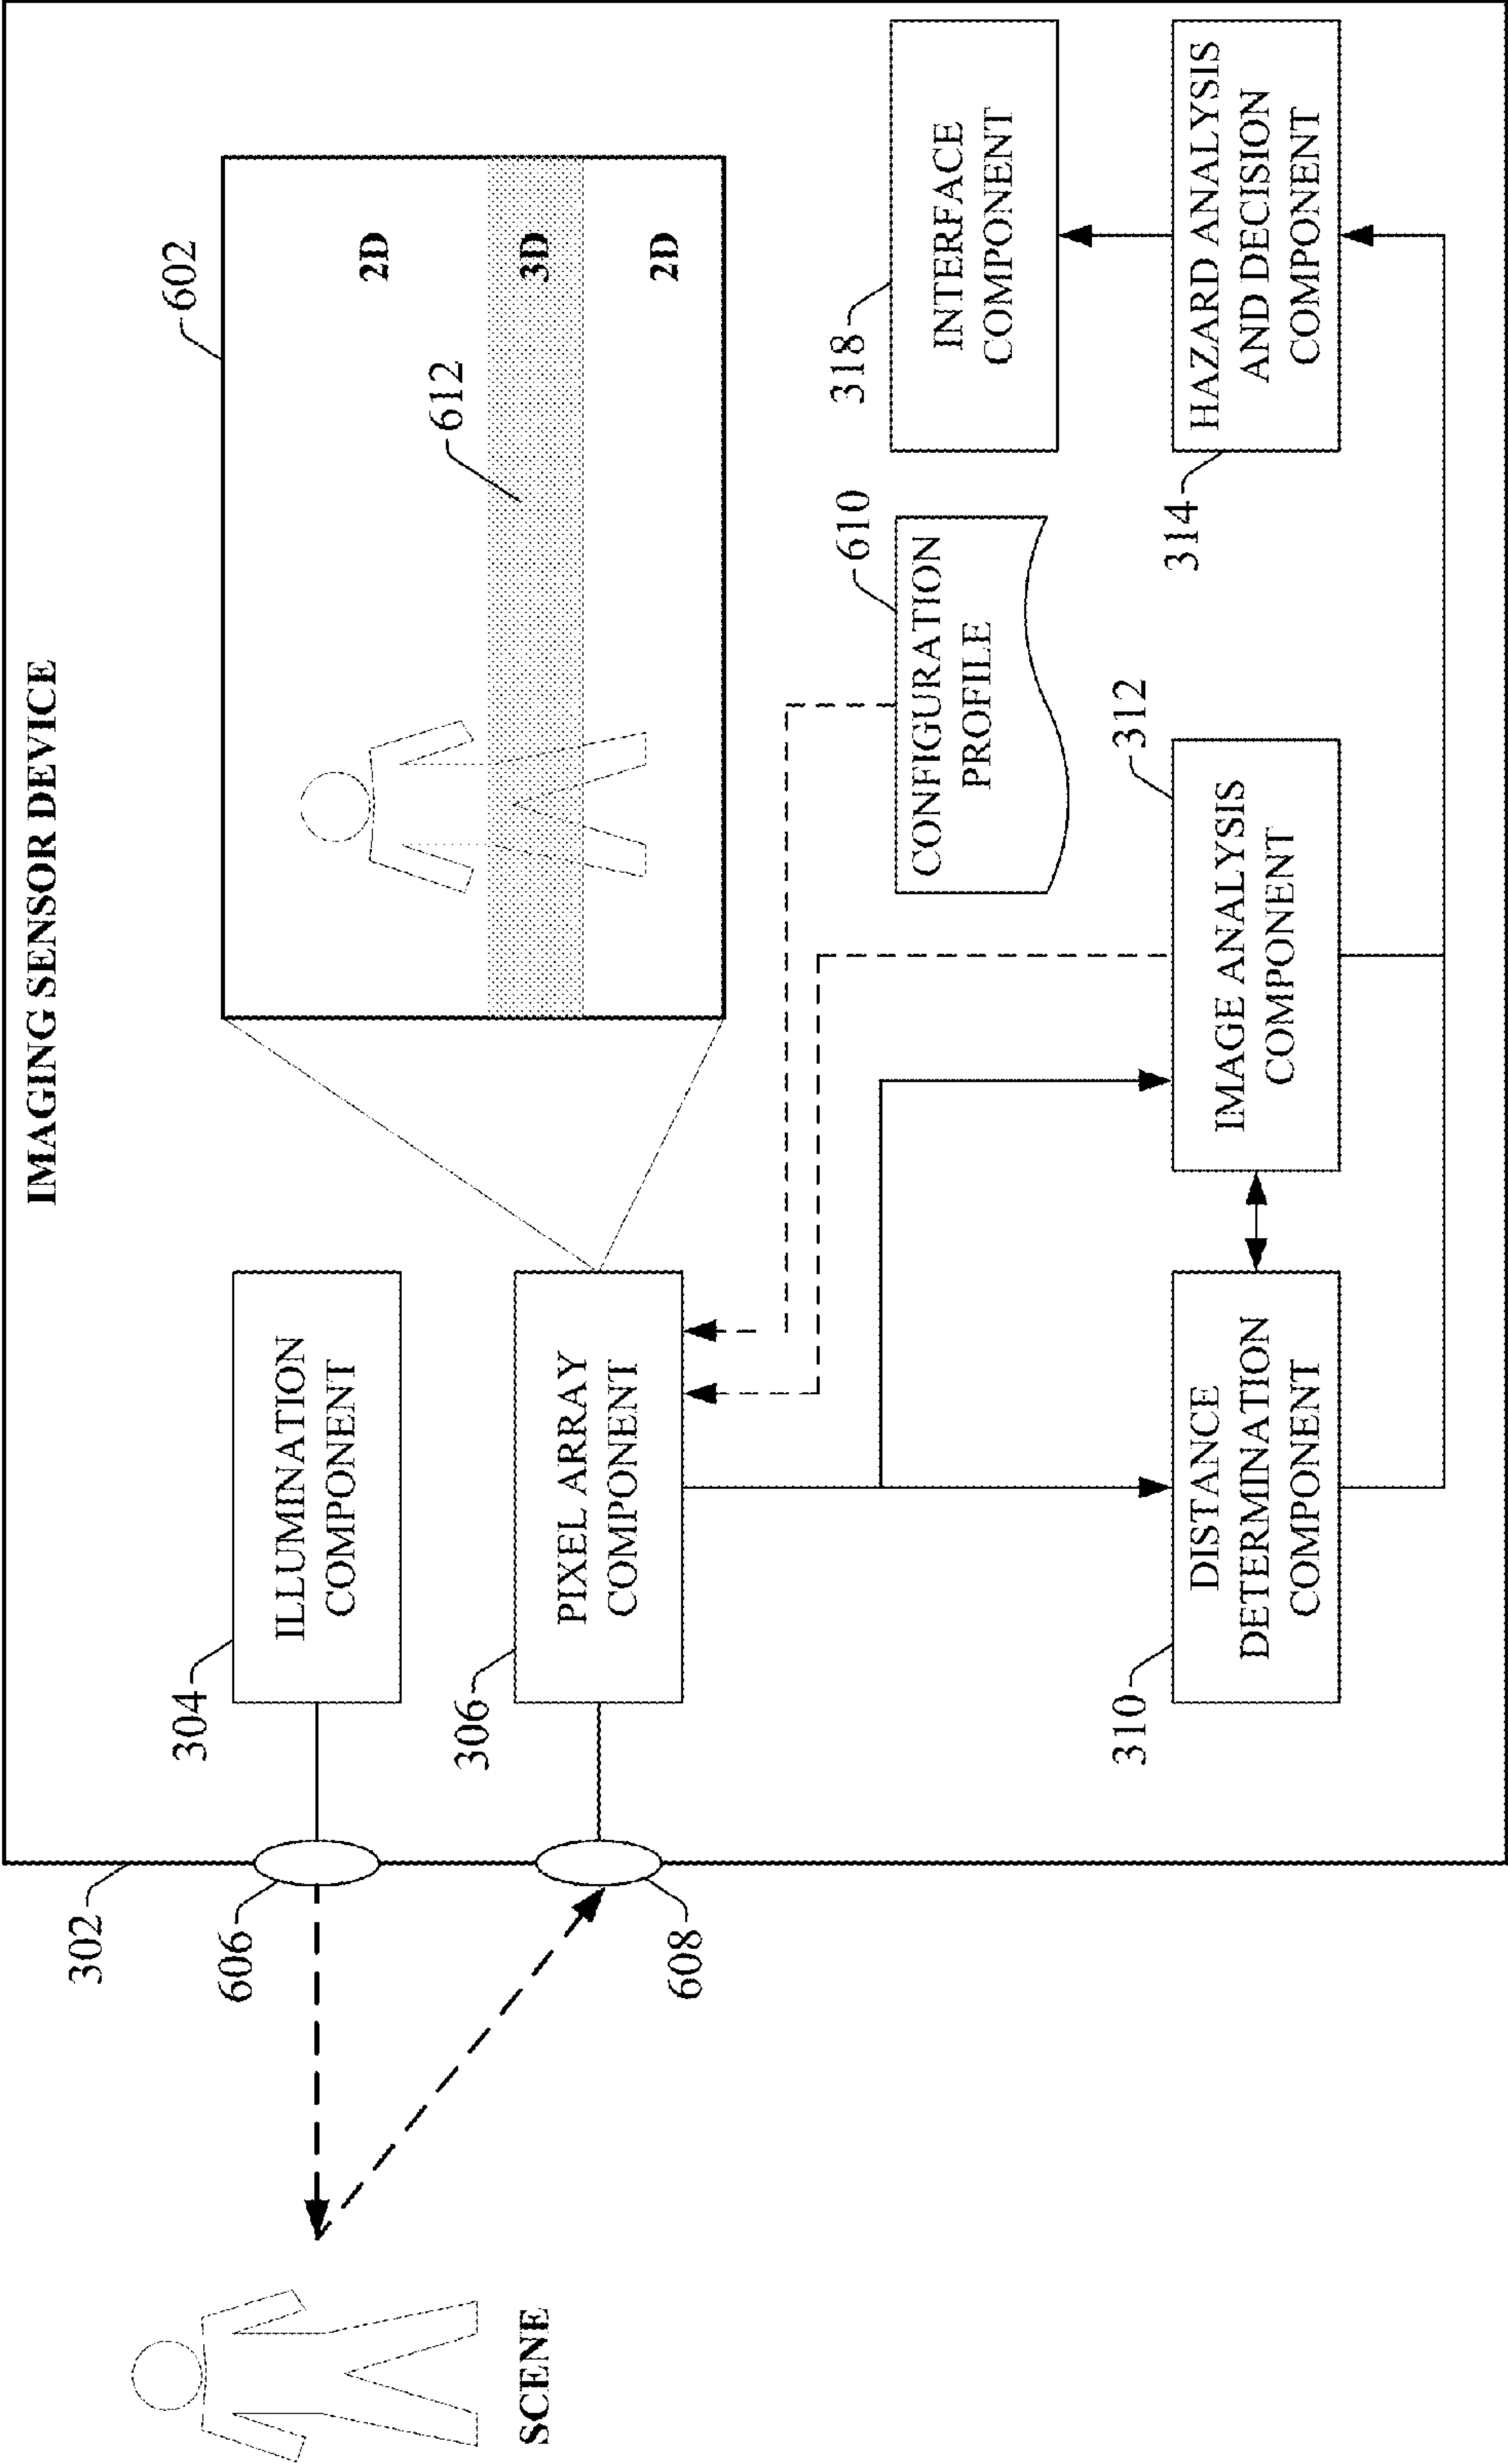 IMAGING SENSOR DEVICE
302
606
304
ILLUMINATION
COMPONENT
602
2D
612
3D
2D
SCENE
608
306
PIXEL ARRAY
COMPONENT
610
CONFIGURATION
PROFILE
318
INTERFACE
COMPONENT
310
DISTANCE
DETERMINATION
COMPONENT
312
IMAGE ANALYSIS
COMPONENT
314
HAZARD ANALYSIS
AND DECISION
COMPONENT